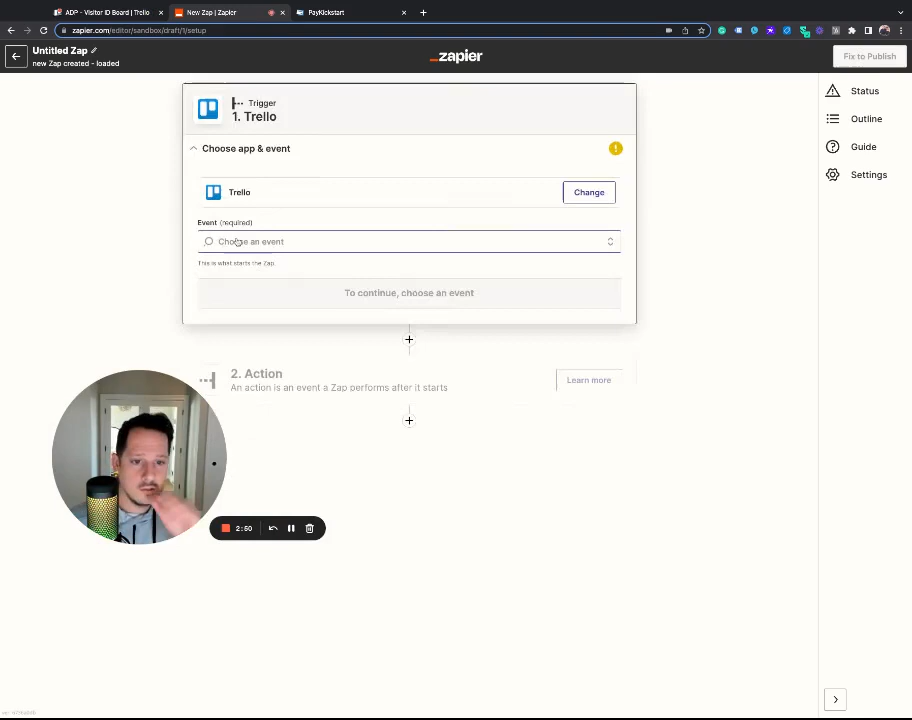 ADP - Visitor ID Board | Trello
New Zap | Zapier
PayKickstart
zapier.com/editor/sandbox/draft/1/setup
Untitled Zap
new Zap created - loaded
_zapier
Fix to Publish
Trigger
1. Trello
Choose app & event
Trello
Change
Event (required)
Choose an event
This is what starts the Zap.
To continue, choose an event
2. Action
An action is an event a Zap performs after it starts
Learn more
2:50
Status
Outline
Guide
Settings